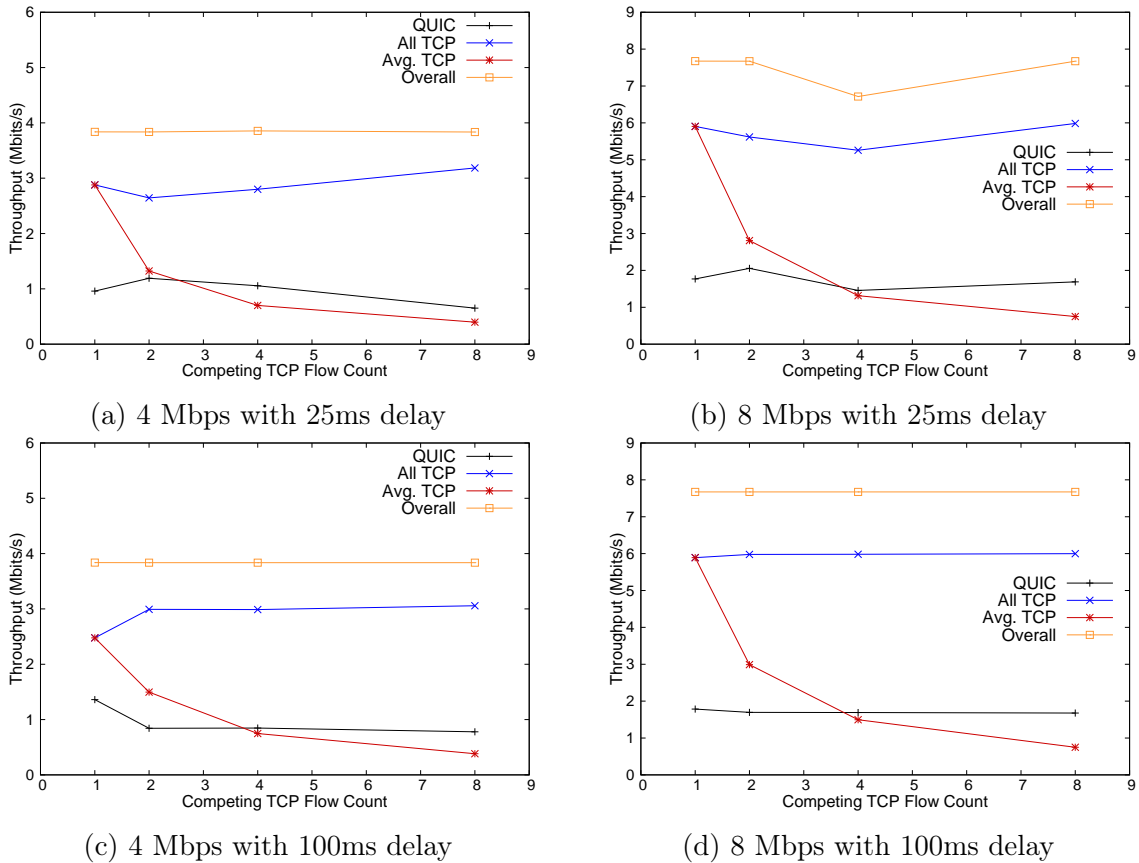 6
5
4
3
2
1
0
Throughput (Mbits/s)
QUIC
All TCP
Avg. TCP
Overall
0 1 2 3 4 5 6 7 8 9
Competing TCP Flow Count
(a) 4 Mbps with 25ms delay
9
8
7
6
5
4
3
2
1
0
Throughput (Mbits/s)
QUIC
All TCP
Avg. TCP
Overall
0 1 2 3 4 5 6 7 8 9
Competing TCP Flow Count
(b) 8 Mbps with 25ms delay
6
5
4
3
2
1
0
Throughput (Mbits/s)
QUIC
All TCP
Avg. TCP
Overall
0 1 2 3 4 5 6 7 8 9
Competing TCP Flow Count
(c) 4 Mbps with 100ms delay
9
8
7
6
5
4
3
2
1
0
Throughput (Mbits/s)
QUIC
All TCP
Avg. TCP
Overall
0 1 2 3 4 5 6 7 8 9
Competing TCP Flow Count
(d) 8 Mbps with 100ms delay